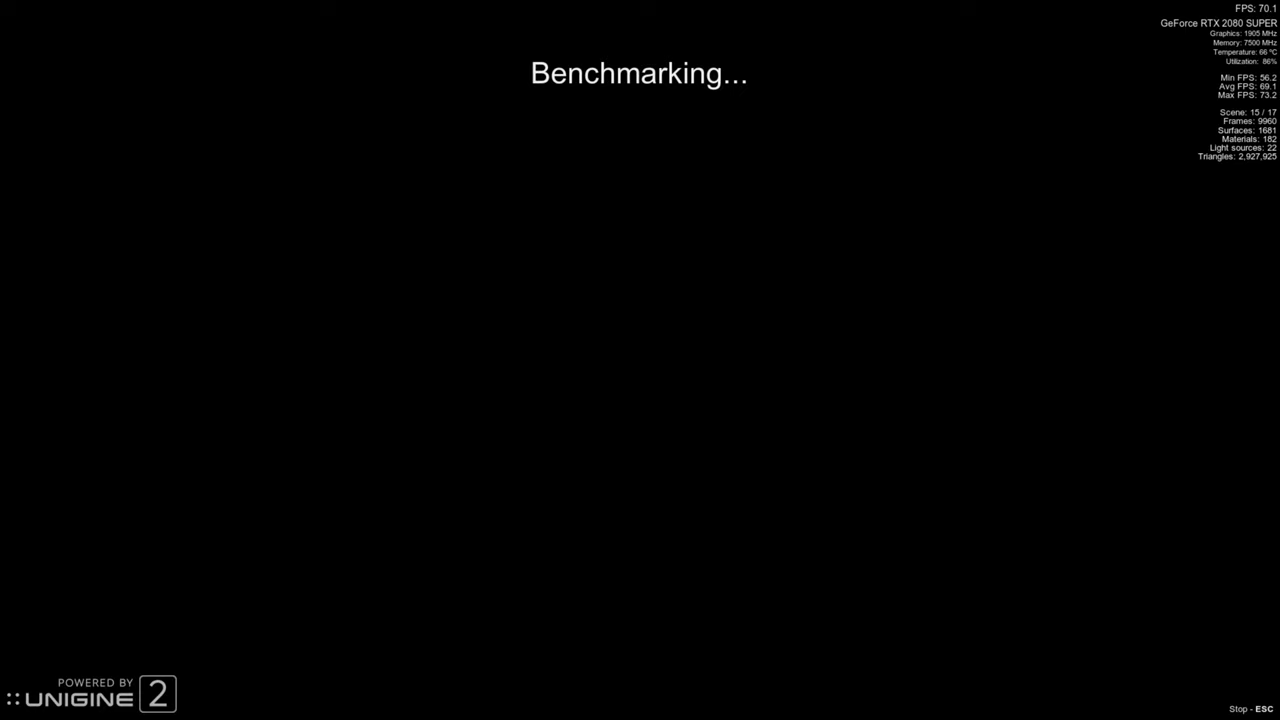 FPS: 70.1
GeForce RTX 2080 SUPER
Graphics: 1905 MHz
Memory: 7500 MHz
Temperature: 66 °C
Utilization: 86%
Benchmarking...
Min FPS: 56.2
Avg FPS: 69.1
Max FPS: 73.2
Scene: 15 / 17
Frames: 9960
Surfaces: 1681
Materials: 182
Light sources: 22
Triangles: 2,927,925
POWERED BY
UNIGINE 2
Stop - ESC